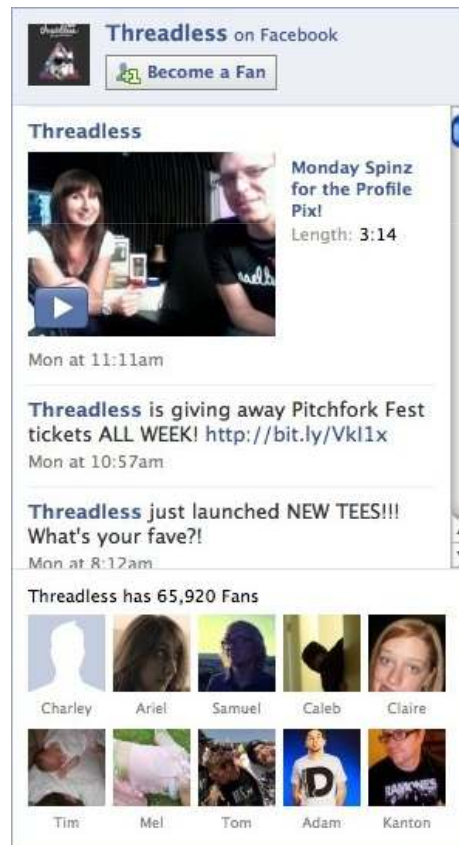 Threadless on Facebook
Become a Fan
Threadless
Monday Spinz
for the Profile
Pix!
Length: 3:14
Mon at 11:11am
Threadless is giving away Pitchfork Fest
tickets ALL WEEK! http://bit.ly/VkI1x
Mon at 10:57am
Threadless just launched NEW TEES!!!
What's your fave?!
Mon at 8:12am
Threadless has 65,920 Fans
Charley Ariel Samuel Caleb Claire
D
RAMONES
Tim Mel Tom Adam Kanton